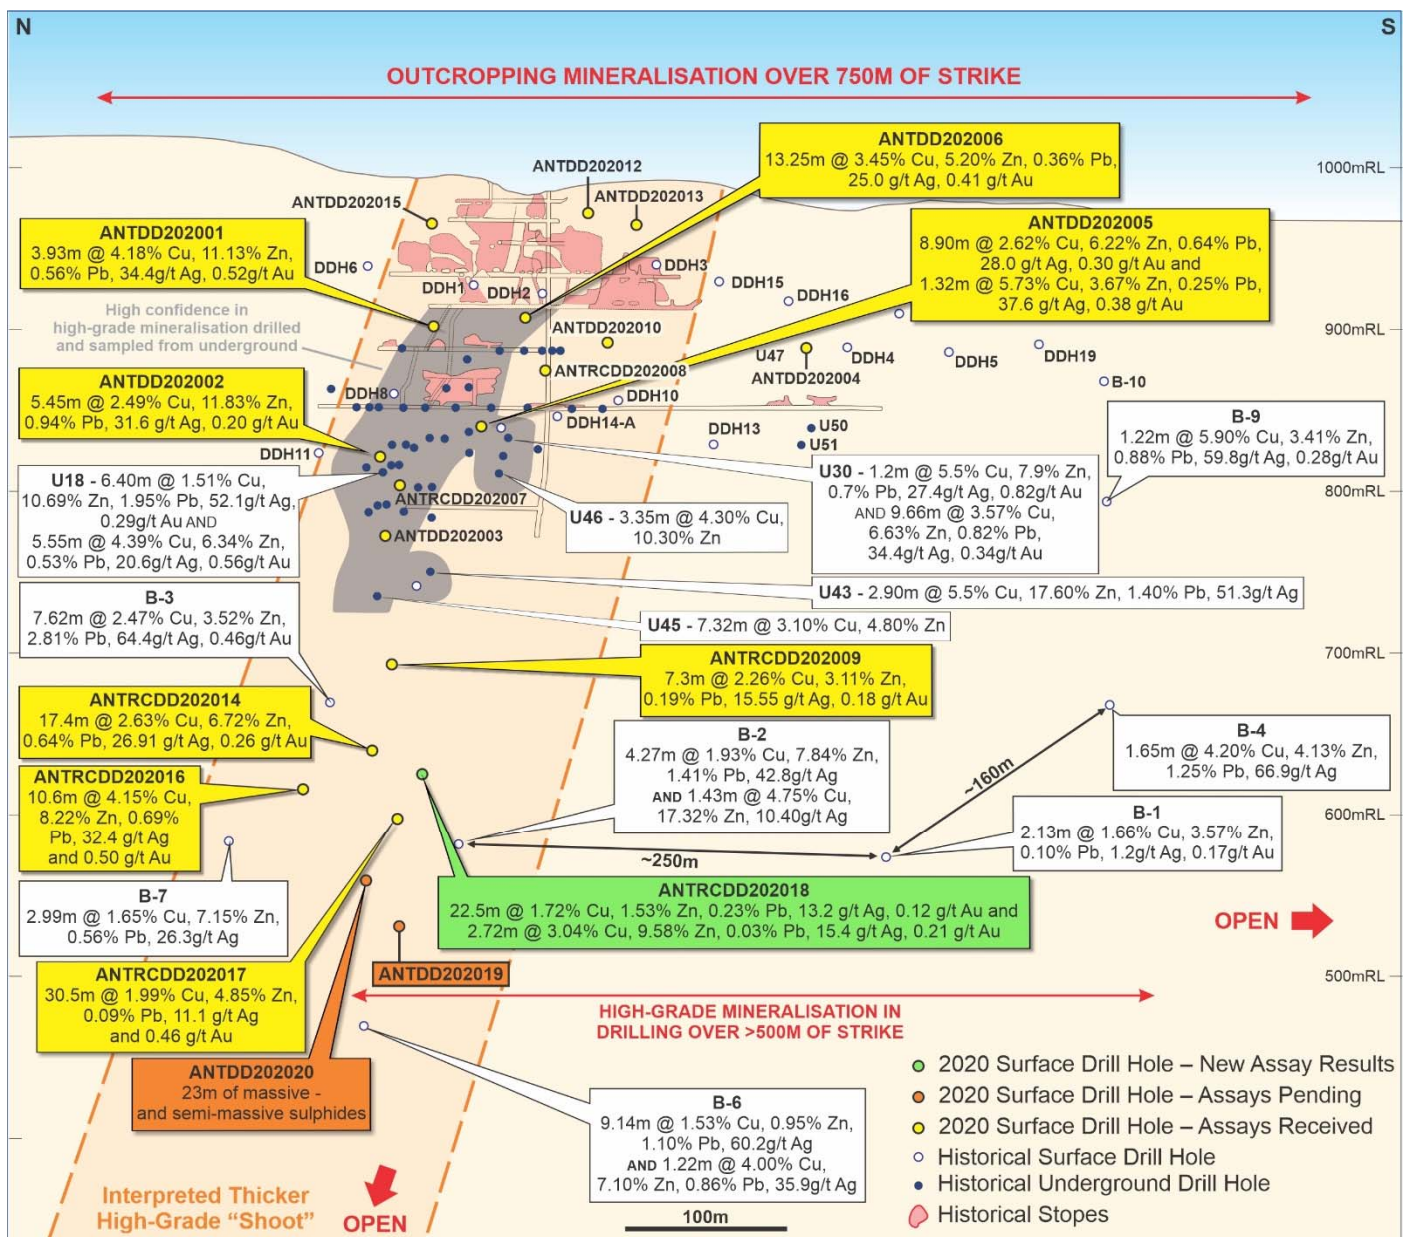 N
S
OUTCROPPING MINERALISATION OVER 750M OF STRIKE
ANTDD202006
13.25m @ 3.45% Cu, 5.20% Zn, 0.36% Pb,
25.0 g/t Ag, 0.41 g/t Au
ANTDD202012
1000mRL
ANTDD202013
ANTDD202015
ANTDD202001
3.93m @ 4.18% Cu, 11.13% Zn,
0.56% Pb, 34.4g/t Ag, 0.52g/t Au
ANTDD202005
8.90m @ 2.62% Cu, 6.22% Zn, 0.64% Pb,
28.0 g/t Ag, 0.30 g/t Au and
1.32m @ 5.73% Cu, 3.67% Zn, 0.25% Pb,
37.6 g/t Ag, 0.38 g/t Au
DDH6
DDH1
DDH2
DDH3
DDH15
DDH16
High confidence in
high-grade mineralisation drilled
and sampled from underground
900mRL
ANTDD202010
U47
ANTDD202004
DDH4
DDH5
DDH19
ANTRCDD202008
B-10
ANTDD202002
5.45m @ 2.49% Cu, 11.83% Zn,
0.94% Pb, 31.6 g/t Ag, 0.20 g/t Au
DDH8
DDH10
DDH14-A
DDH13
U50
U51
DDH11
B-9
1.22m @ 5.90% Cu, 3.41% Zn,
0.88% Pb, 59.8g/t Ag, 0.28g/t Au
U18 - 6.40m @ 1.51% Cu,
10.69% Zn, 1.95% Pb, 52.1g/t Ag,
0.29g/t Au AND
5.55m @ 4.39% Cu, 6.34% Zn,
0.53% Pb, 20.6g/t Ag, 0.56g/t Au
ANTRCDD202007
ANTDD202003
U46 - 3.35m @ 4.30% Cu,
10.30% Zn
U30 - 1.2m @ 5.5% Cu, 7.9% Zn,
0.7% Pb, 27.4g/t Ag, 0.82g/t Au
AND 9.66m @ 3.57% Cu,
6.63% Zn, 0.82% Pb,
34.4g/t Ag, 0.34g/t Au
800mRL
U43 - 2.90m @ 5.5% Cu, 17.60% Zn, 1.40% Pb, 51.3g/t Ag
U45 - 7.32m @ 3.10% Cu, 4.80% Zn
B-3
7.62m @ 2.47% Cu, 3.52% Zn,
2.81% Pb, 64.4g/t Ag, 0.46g/t Au
700mRL
ANTRCDD202009
7.3m @ 2.26% Cu, 3.11% Zn,
0.19% Pb, 15.55 g/t Ag, 0.18 g/t Au
ANTRCDD202014
17.4m @ 2.63% Cu, 6.72% Zn,
0.64% Pb, 26.91 g/t Ag, 0.26 g/t Au
B-2
4.27m @ 1.93% Cu, 7.84% Zn,
1.41% Pb, 42.8g/t Ag
AND 1.43m @ 4.75% Cu,
17.32% Zn, 10.40g/t Ag
B-4
1.65m @ 4.20% Cu, 4.13% Zn,
1.25% Pb, 66.9g/t Ag
~160m
ANTRCDD202016
10.6m @ 4.15% Cu,
8.22% Zn, 0.69%
Pb, 32.4 g/t Ag
and 0.50 g/t Au
600mRL
B-1
2.13m @ 1.66% Cu, 3.57% Zn,
0.10% Pb, 1.2g/t Ag, 0.17g/t Au
~250m
B-7
2.99m @ 1.65% Cu, 7.15% Zn,
0.56% Pb, 26.3g/t Ag
ANTRCDD202018
22.5m @ 1.72% Cu, 1.53% Zn, 0.23% Pb, 13.2 g/t Ag, 0.12 g/t Au and
2.72m @ 3.04% Cu, 9.58% Zn, 0.03% Pb, 15.4 g/t Ag, 0.21 g/t Au
OPEN
ANTRCDD202017
30.5m @ 1.99% Cu, 4.85% Zn,
0.09% Pb, 11.1 g/t Ag
and 0.46 g/t Au
ANTDD202019
500mRL
HIGH-GRADE MINERALISATION IN
DRILLING OVER >500M OF STRIKE
ANTDD202020
23m of massive -
and semi-massive sulphides
B-6
9.14m @ 1.53% Cu, 0.95% Zn,
1.10% Pb, 60.2g/t Ag
AND 1.22m @ 4.00% Cu,
7.10% Zn, 0.86% Pb, 35.9g/t Ag
2020 Surface Drill Hole – New Assay Results
2020 Surface Drill Hole – Assays Pending
2020 Surface Drill Hole – Assays Received
Historical Surface Drill Hole
Historical Underground Drill Hole
Historical Stopes
Interpreted Thicker
High-Grade “Shoot”
OPEN
100m